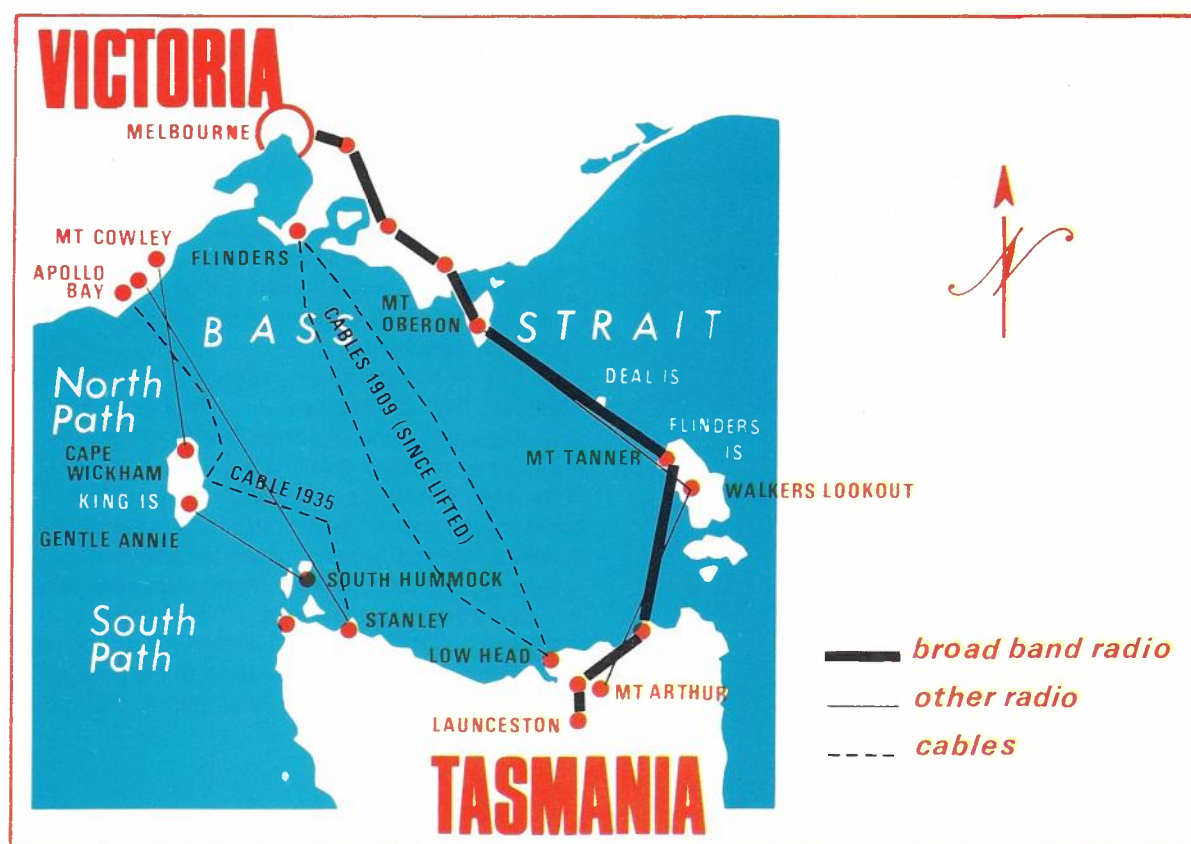 VICTORIA
MELBOURNE
MT COWLEY
FLINDERS
APOLLO
BAY
MT
OBERON
BASS STRAIT
CABLES 1909 (SINCE LIFTED)
DEAL IS
North
Path
FLINDERS
IS
CAPE
WICKHAM
MT TANNER
KING IS
CABLE 1935
WALKERS LOOKOUT
GENTLE ANNIE
SOUTH HUMMOCK
South
Path
STANLEY
LOW HEAD
MT ARTHUR
LAUNCESTON
TASMANIA
N
broad band radio
other radio
cables